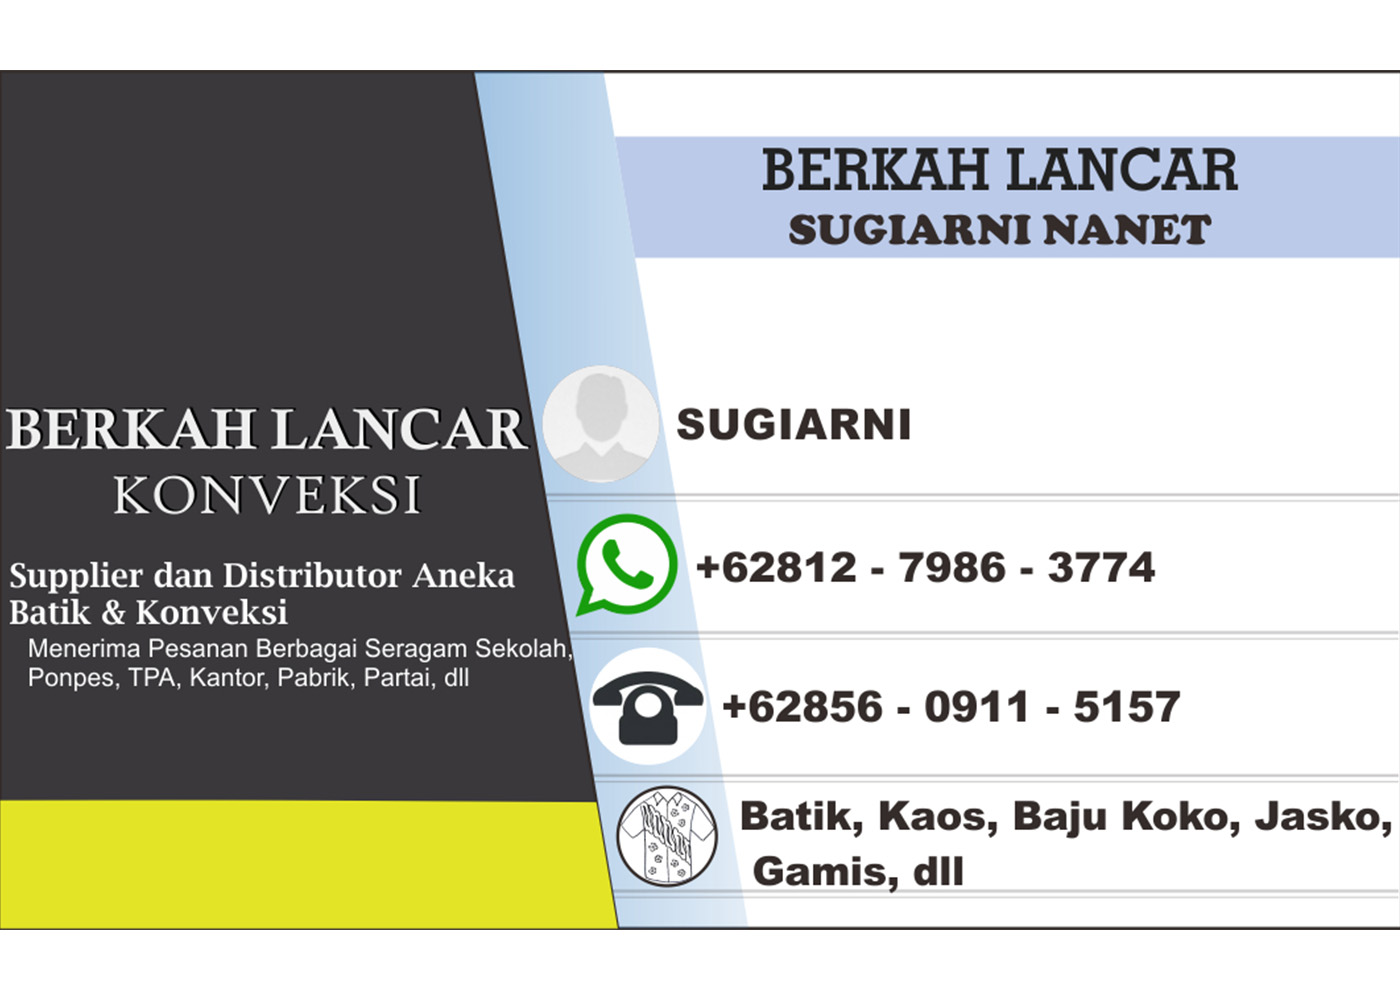 BERKAH LANCAR
KONVEKSI
Supplier dan Distributor Aneka
Batik & Konveksi
Menerima Pesanan Berbagai Seragam Sekolah,
Ponpes, TPA, Kantor, Pabrik, Partai, dll
BERKAH LANCAR
SUGIARNI NANET
SUGIARNI
+62812 - 7986 - 3774
+62856 - 0911 - 5157
Batik, Kaos, Baju Koko, Jasko,
Gamis, dll